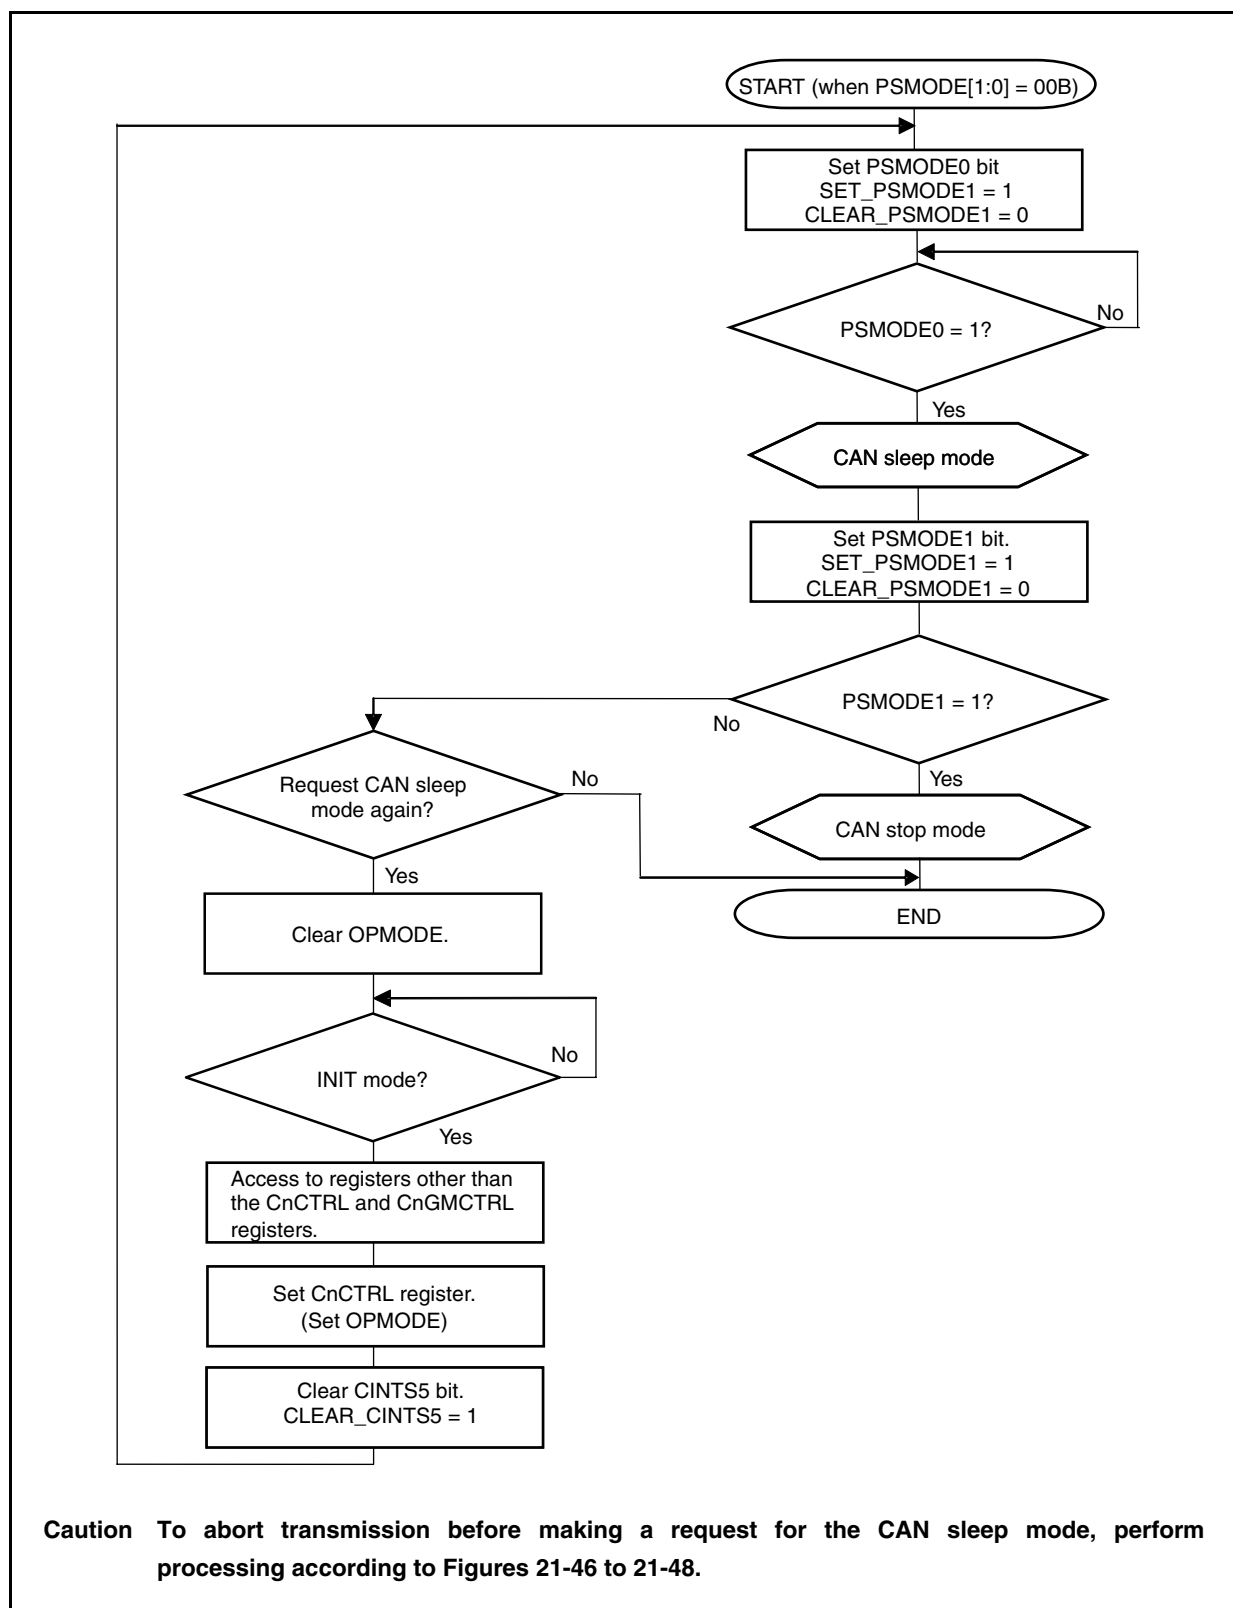 START (when PSMODE[1:0] = 00B)
Set PSMODE0 bit
SET_PSMODE1 = 1
CLEAR_PSMODE1 = 0
PSMODE0 = 1?
No
Yes
CAN sleep mode
Set PSMODE1 bit.
SET_PSMODE1 = 1
CLEAR_PSMODE1 = 0
PSMODE1 = 1?
No
Yes
CAN stop mode
END
Request CAN sleep
mode again?
No
Yes
Clear OPMODE.
INIT mode?
No
Yes
Access to registers other than
the CnCTRL and CnGMCTRL
registers.
Set CnCTRL register.
(Set OPMODE)
Clear CINTS5 bit.
CLEAR_CINTS5 = 1
Caution To abort transmission before making a request for the CAN sleep mode, perform
processing according to Figures 21-46 to 21-48.